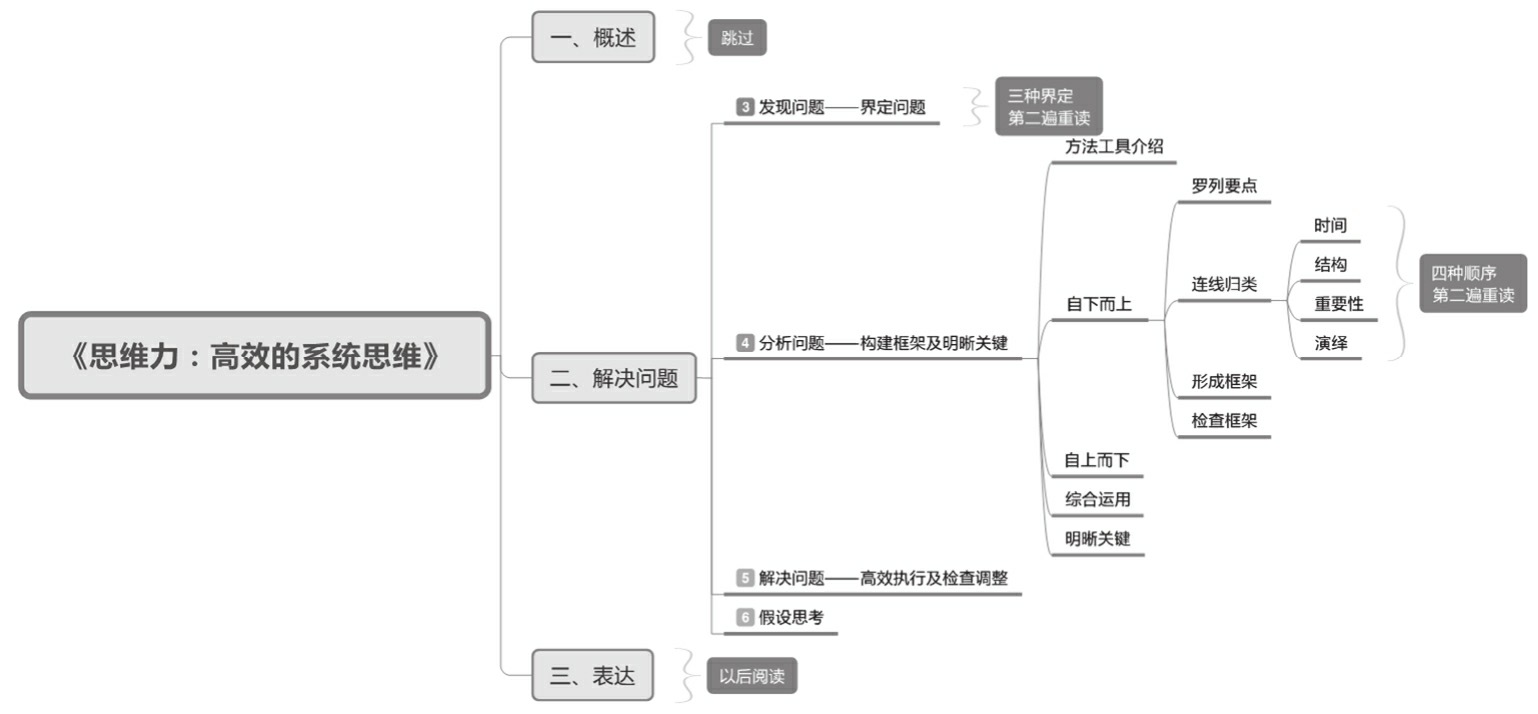 《思维力：高效的系统思维》
一、概述
跳过
二、解决问题
3 发现问题——界定问题
三种界定
第二遍重读
4 分析问题——构建框架及明晰关键
方法工具介绍
自下而上
罗列要点
连线归类
时间
结构
重要性
演绎
四种顺序
第二遍重读
形成框架
检查框架
自上而下
综合运用
明晰关键
5 解决问题——高效执行及检查调整
6 假设思考
三、表达
以后阅读